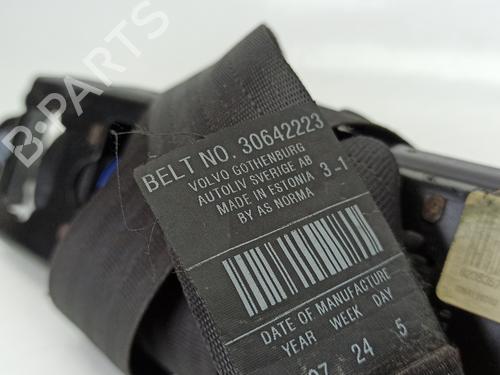 B-PARTS
BELT NO. 30642223
VOLVO GOTHENBURG
AUTOLIV SVERIGE AB
MADE IN ESTONIA 3-1
BY AS NORMA
DATE OF MANUFACTURE
YEAR WEEK DAY
07 24 5